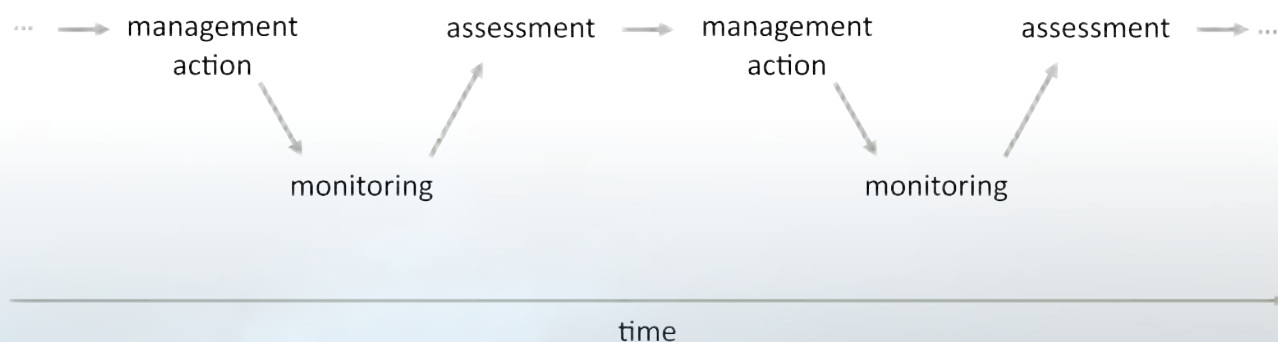 ... management assessment management assessment ...
action action
monitoring monitoring
time